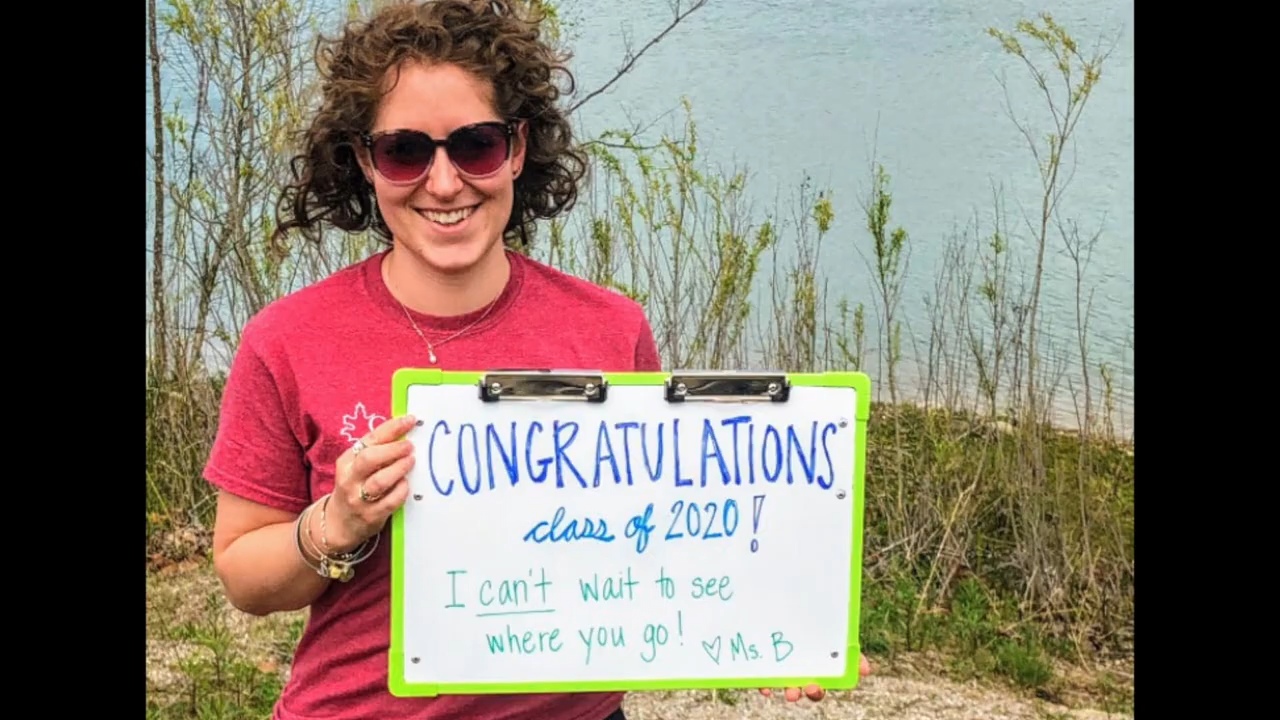 CONGRATULATIONS
class of 2020!
I can't wait to see
where you go! ♡ Ms. B